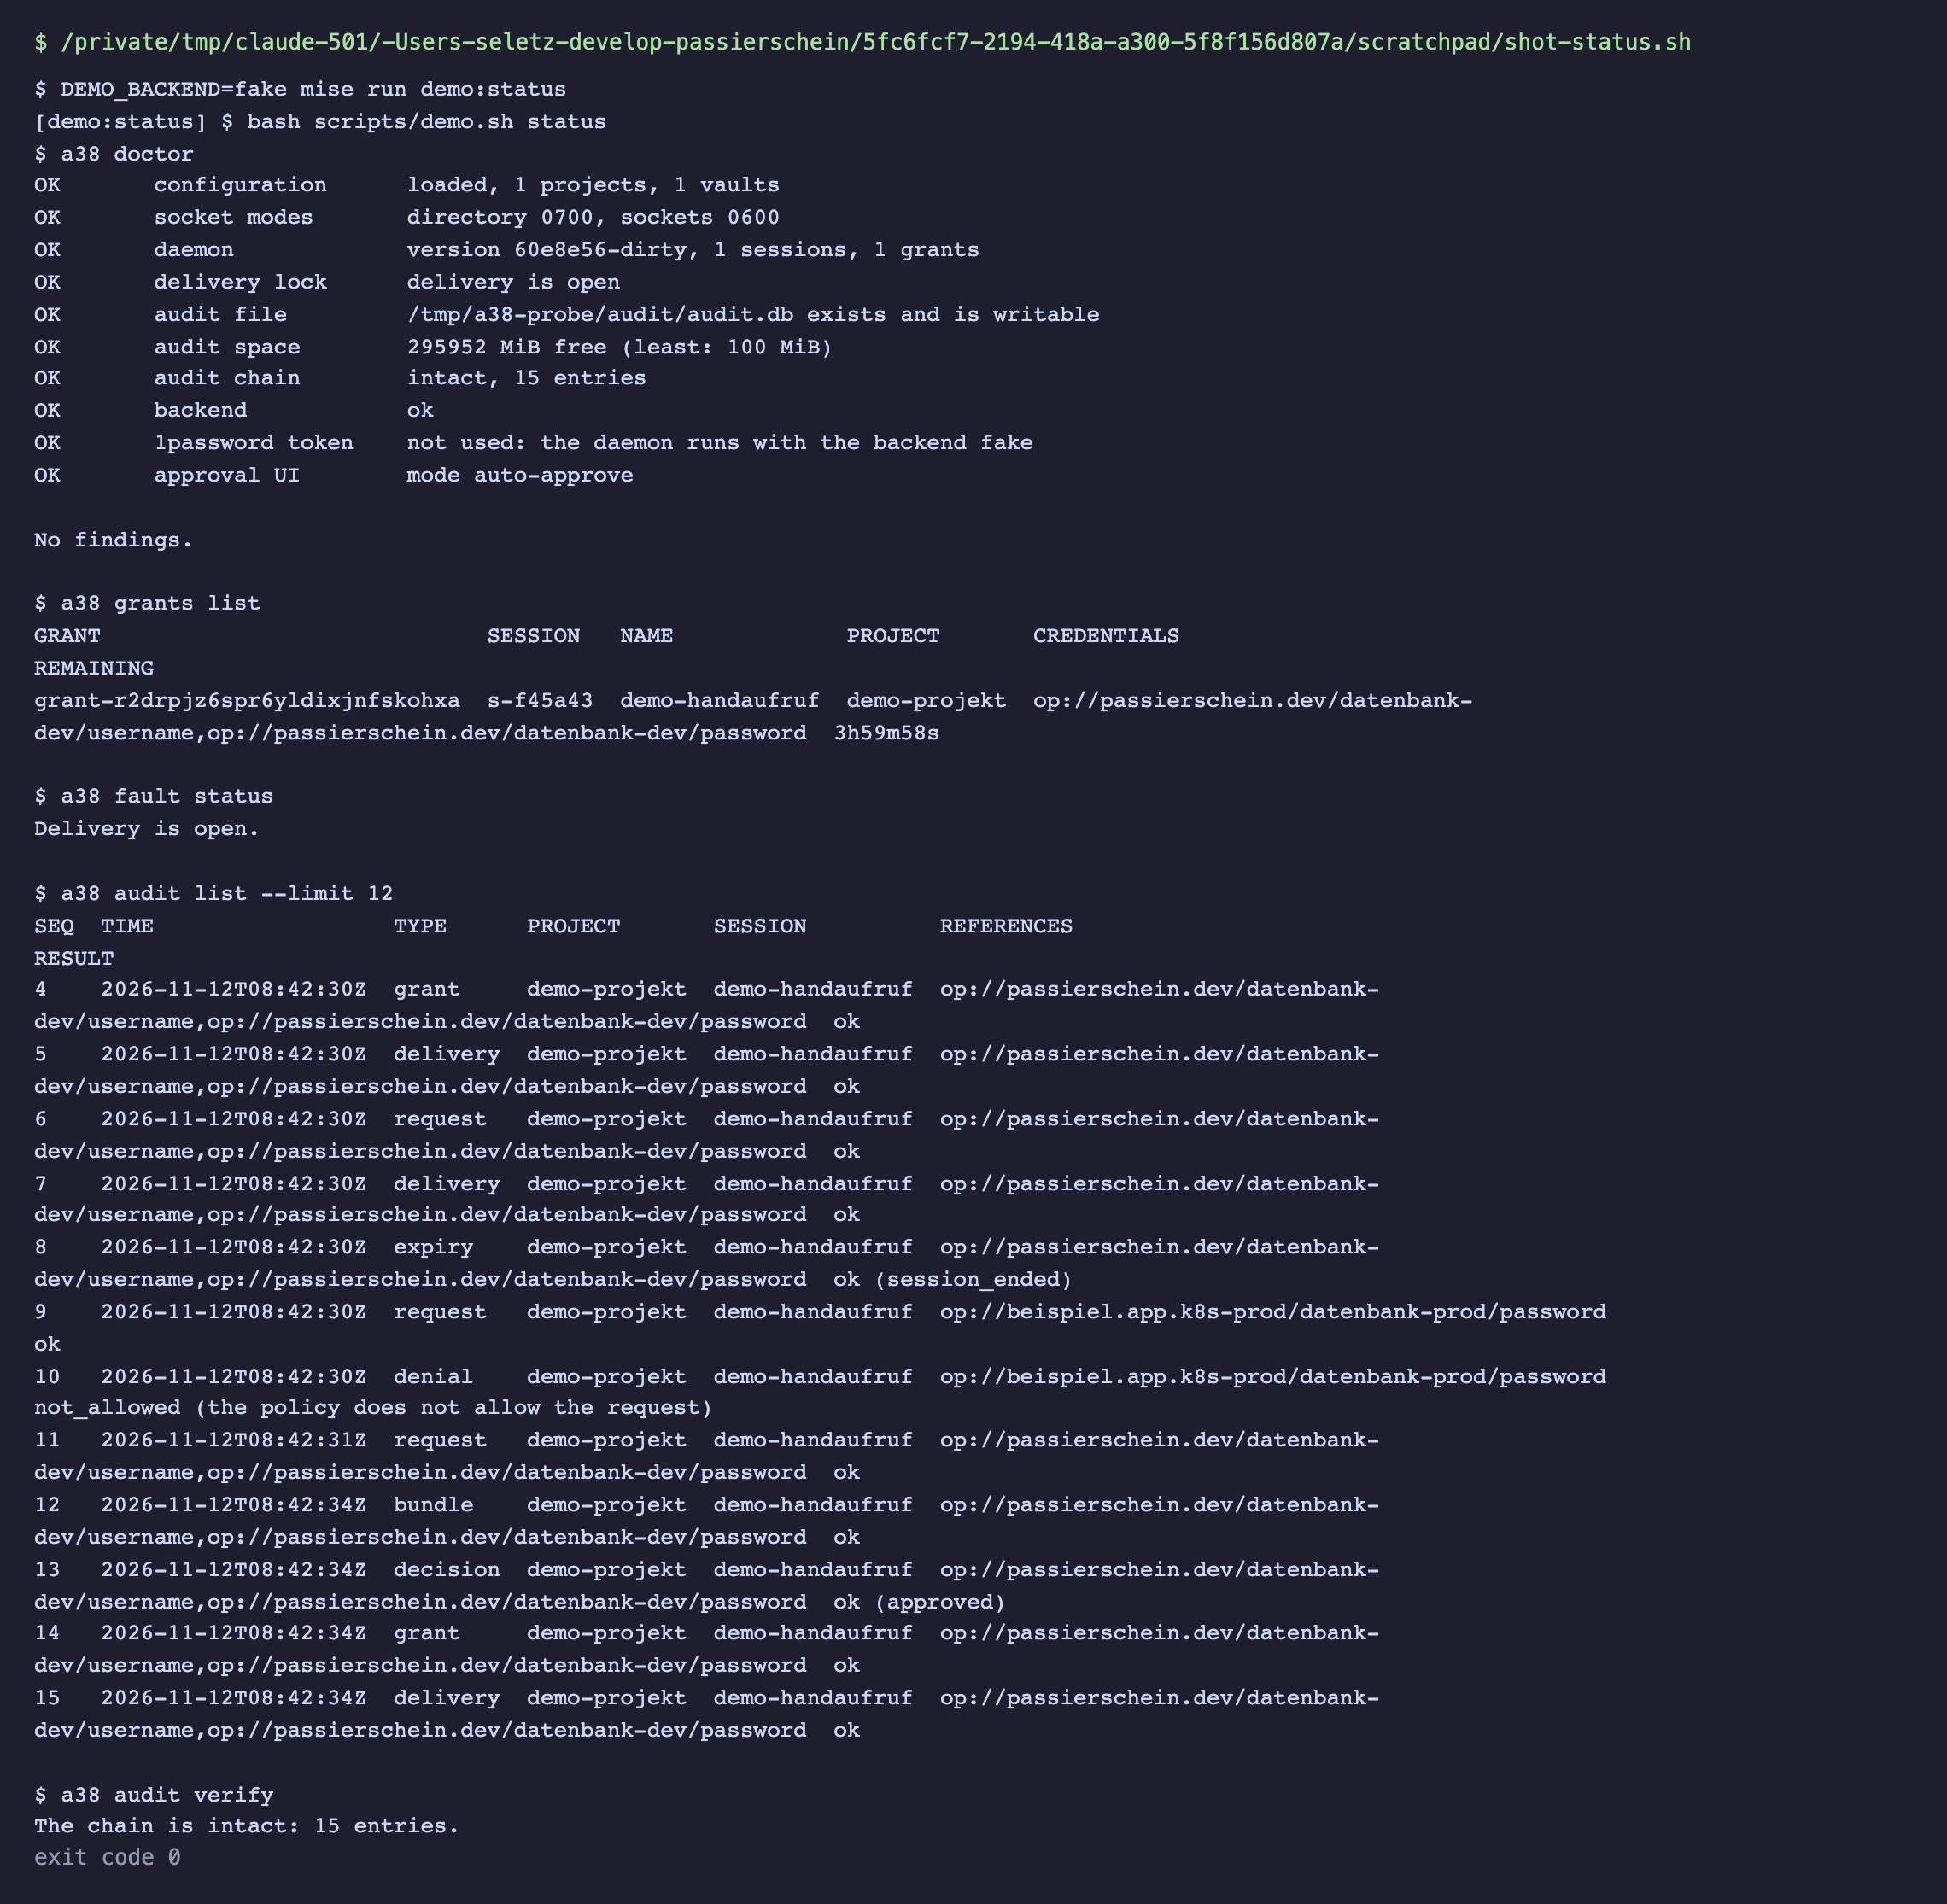 $ /private/tmp/claude-501/-Users-seletz-develop-passierschein/5fc6fcf7-2194-418a-a300-5f8f156d807a/scratchpad/shot-status.sh
$ DEMO_BACKEND=fake mise run demo:status
[demo:status] $ bash scripts/demo.sh status
$ a38 doctor
OK       configuration      loaded, 1 projects, 1 vaults
OK       socket modes       directory 0700, sockets 0600
OK       daemon             version 60e8e56-dirty, 1 sessions, 1 grants
OK       delivery lock      delivery is open
OK       audit file         /tmp/a38-probe/audit/audit.db exists and is writable
OK       audit space        295952 MiB free (least: 100 MiB)
OK       audit chain        intact, 15 entries
OK       backend            ok
OK       1password token    not used: the daemon runs with the backend fake
OK       approval UI        mode auto-approve
No findings.
$ a38 grants list
GRANT                             SESSION   NAME             PROJECT       CREDENTIALS
REMAINING
grant-r2drpjz6spr6yldixjnfskohxa  s-f45a43  demo-handaufruf  demo-projekt  op://passierschein.dev/datenbank-
dev/username,op://passierschein.dev/datenbank-dev/password  3h59m58s
$ a38 fault status
Delivery is open.
$ a38 audit list --limit 12
SEQ  TIME                  TYPE      PROJECT       SESSION          REFERENCES
RESULT
4    2026-11-12T08:42:30Z  grant     demo-projekt  demo-handaufruf  op://passierschein.dev/datenbank-
dev/username,op://passierschein.dev/datenbank-dev/password  ok
5    2026-11-12T08:42:30Z  delivery  demo-projekt  demo-handaufruf  op://passierschein.dev/datenbank-
dev/username,op://passierschein.dev/datenbank-dev/password  ok
6    2026-11-12T08:42:30Z  request   demo-projekt  demo-handaufruf  op://passierschein.dev/datenbank-
dev/username,op://passierschein.dev/datenbank-dev/password  ok
7    2026-11-12T08:42:30Z  delivery  demo-projekt  demo-handaufruf  op://passierschein.dev/datenbank-
dev/username,op://passierschein.dev/datenbank-dev/password  ok
8    2026-11-12T08:42:30Z  expiry    demo-projekt  demo-handaufruf  op://passierschein.dev/datenbank-
dev/username,op://passierschein.dev/datenbank-dev/password  ok (session_ended)
9    2026-11-12T08:42:30Z  request   demo-projekt  demo-handaufruf  op://beispiel.app.k8s-prod/datenbank-prod/password
ok
10   2026-11-12T08:42:30Z  denial    demo-projekt  demo-handaufruf  op://beispiel.app.k8s-prod/datenbank-prod/password
not_allowed (the policy does not allow the request)
11   2026-11-12T08:42:31Z  request   demo-projekt  demo-handaufruf  op://passierschein.dev/datenbank-
dev/username,op://passierschein.dev/datenbank-dev/password  ok
12   2026-11-12T08:42:34Z  bundle    demo-projekt  demo-handaufruf  op://passierschein.dev/datenbank-
dev/username,op://passierschein.dev/datenbank-dev/password  ok
13   2026-11-12T08:42:34Z  decision  demo-projekt  demo-handaufruf  op://passierschein.dev/datenbank-
dev/username,op://passierschein.dev/datenbank-dev/password  ok (approved)
14   2026-11-12T08:42:34Z  grant     demo-projekt  demo-handaufruf  op://passierschein.dev/datenbank-
dev/username,op://passierschein.dev/datenbank-dev/password  ok
15   2026-11-12T08:42:34Z  delivery  demo-projekt  demo-handaufruf  op://passierschein.dev/datenbank-
dev/username,op://passierschein.dev/datenbank-dev/password  ok
$ a38 audit verify
The chain is intact: 15 entries.
exit code 0